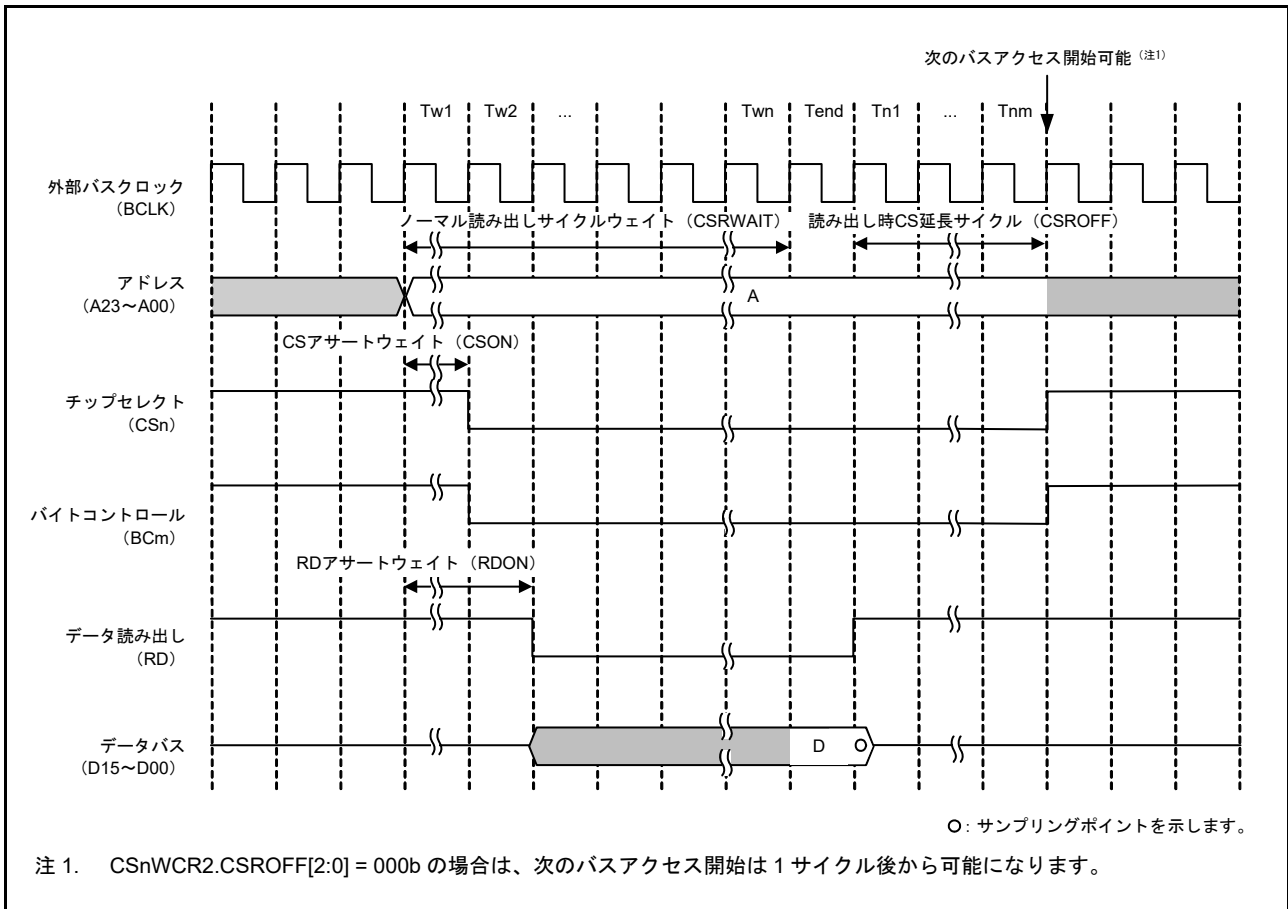 次のバスアクセス開始可能（注1）
Tw1 Tw2 ... Twn Tend Tn1 ... Tnm
外部バスクロック
（BCLK）
ノーマル読み出しサイクルウェイト（CSRWAIT）
読み出し時CS延長サイクル（CSROFF）
アドレス
（A23～A00）
A
CSアサートウェイト（CSON）
チップセレクト
（CSn）
バイトコントロール
（BCm）
RDアサートウェイト（RDON）
データ読み出し
（RD）
データバス
（D15～D00）
D
：サンプリングポイントを示します。
注 1. CSnWCR2.CSROFF[2:0] = 000b の場合は、次のバスアクセス開始は 1 サイクル後から可能になります。